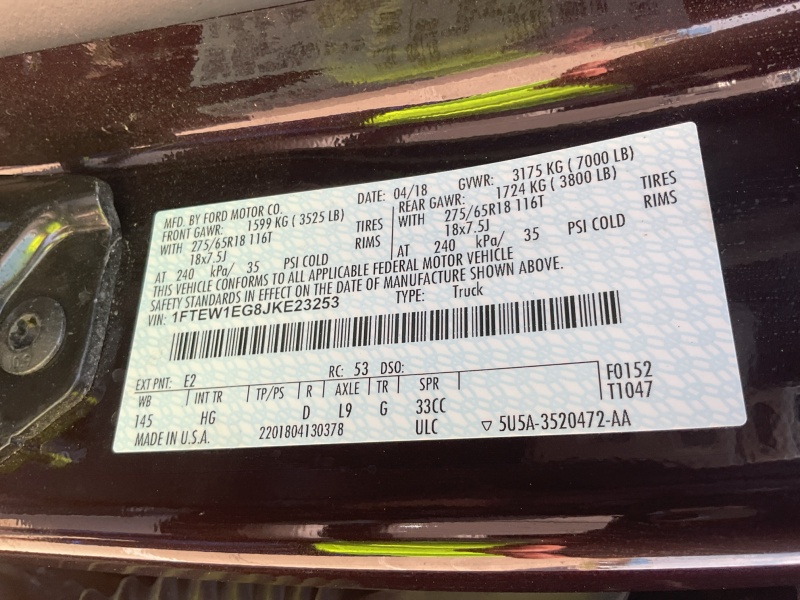 MFD. BY FORD MOTOR CO. DATE: 04/18 GVWR: 3175 KG ( 7000 LB)
FRONT GAWR: 1599 KG ( 3525 LB) REAR GAWR: 1724 KG ( 3800 LB)
WITH 275/65R18 116T TIRES WITH 275/65R18 116T TIRES
18x7.5J RIMS 18x7.5J RIMS
AT 240 kPa/ 35 PSI COLD AT 240 kPa/ 35 PSI COLD
THIS VEHICLE CONFORMS TO ALL APPLICABLE FEDERAL MOTOR VEHICLE
SAFETY STANDARDS IN EFFECT ON THE DATE OF MANUFACTURE SHOWN ABOVE.
VIN: 1FTEW1EG8JKE23253 TYPE: Truck
EXT PNT: E2 RC: 53 DSO: F0152
WB INT TR TP/PS R AXLE TR SPR T1047
145 HG D L9 G 33CC
MADE IN U.S.A. 2201804130378 ULC ▽ 5U5A-3520472-AA